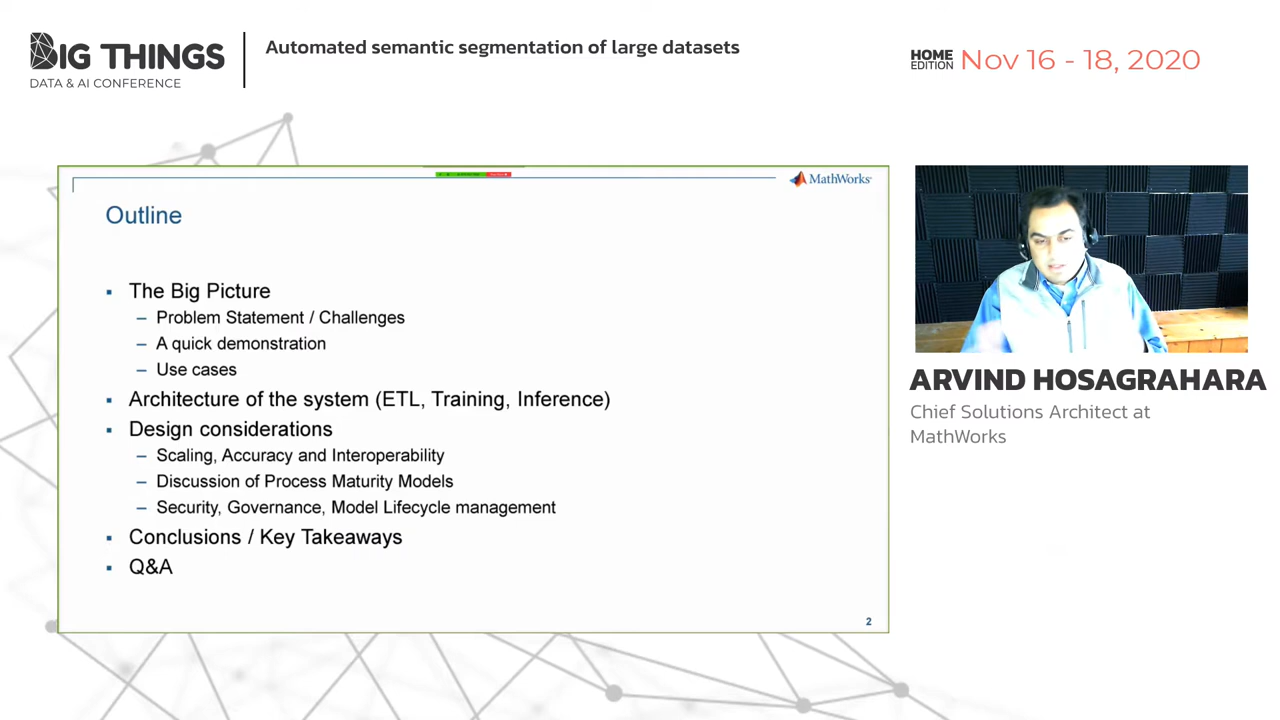 BIG THINGS
DATA & AI CONFERENCE
Automated semantic segmentation of large datasets
HOME
EDITION
Nov 16 - 18, 2020
MathWorks
Outline
The Big Picture
– Problem Statement / Challenges
– A quick demonstration
– Use cases
Architecture of the system (ETL, Training, Inference)
Design considerations
– Scaling, Accuracy and Interoperability
– Discussion of Process Maturity Models
– Security, Governance, Model Lifecycle management
Conclusions / Key Takeaways
Q&A
2
ARVIND HOSAGRAHARA
Chief Solutions Architect at
MathWorks